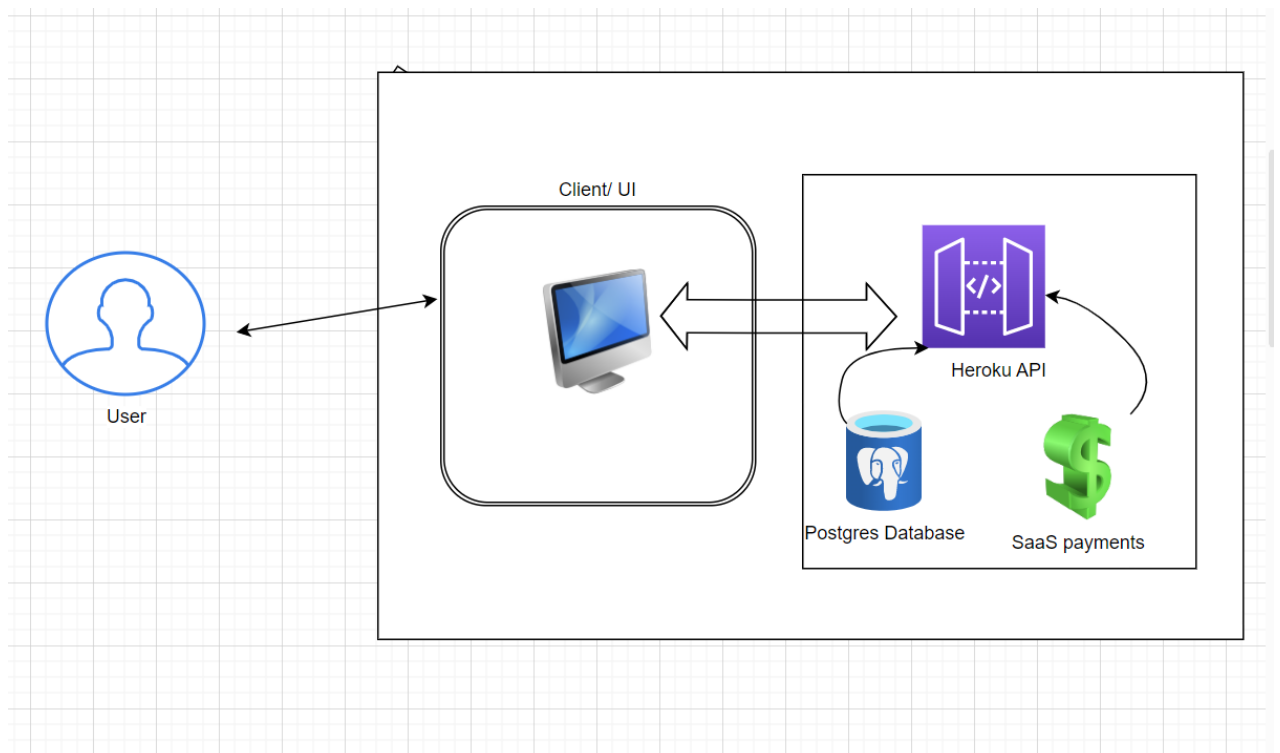 Client/ UI
User
Heroku API
Postgres Database
SaaS payments